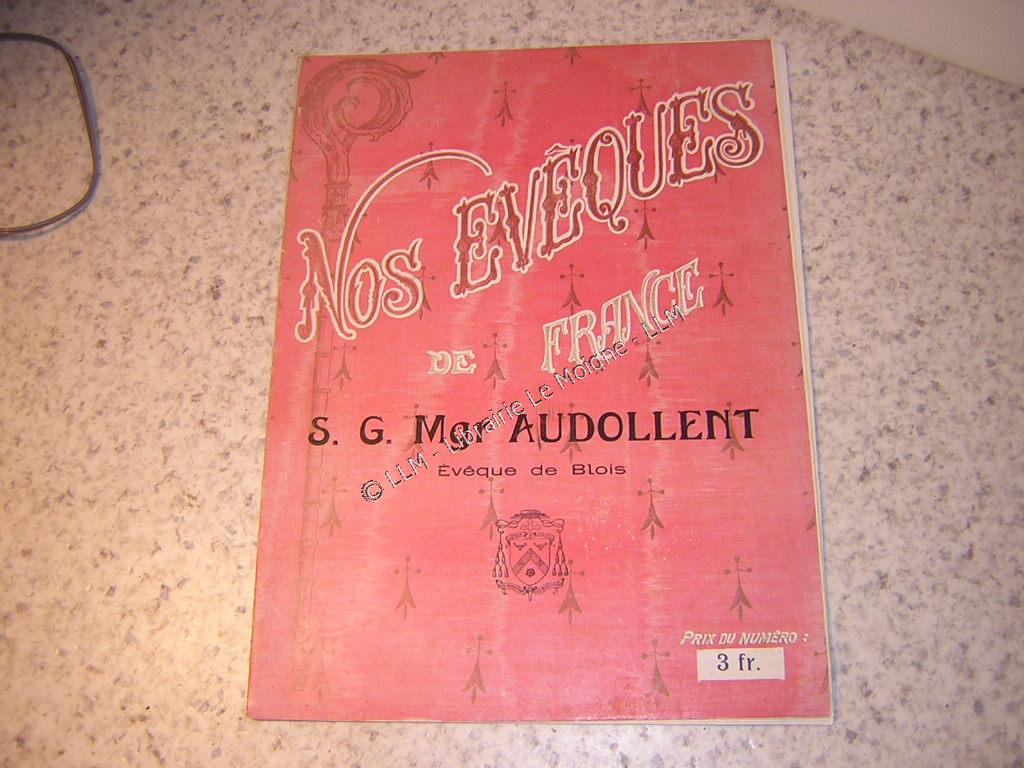 NOS EVÊQUES
DE FRANCE
S. G. Mgr AUDOLLENT
Évêque de Blois
© LLM - Librairie Le Moigne - LLM
PRIX DU NUMÉRO :
3 fr.